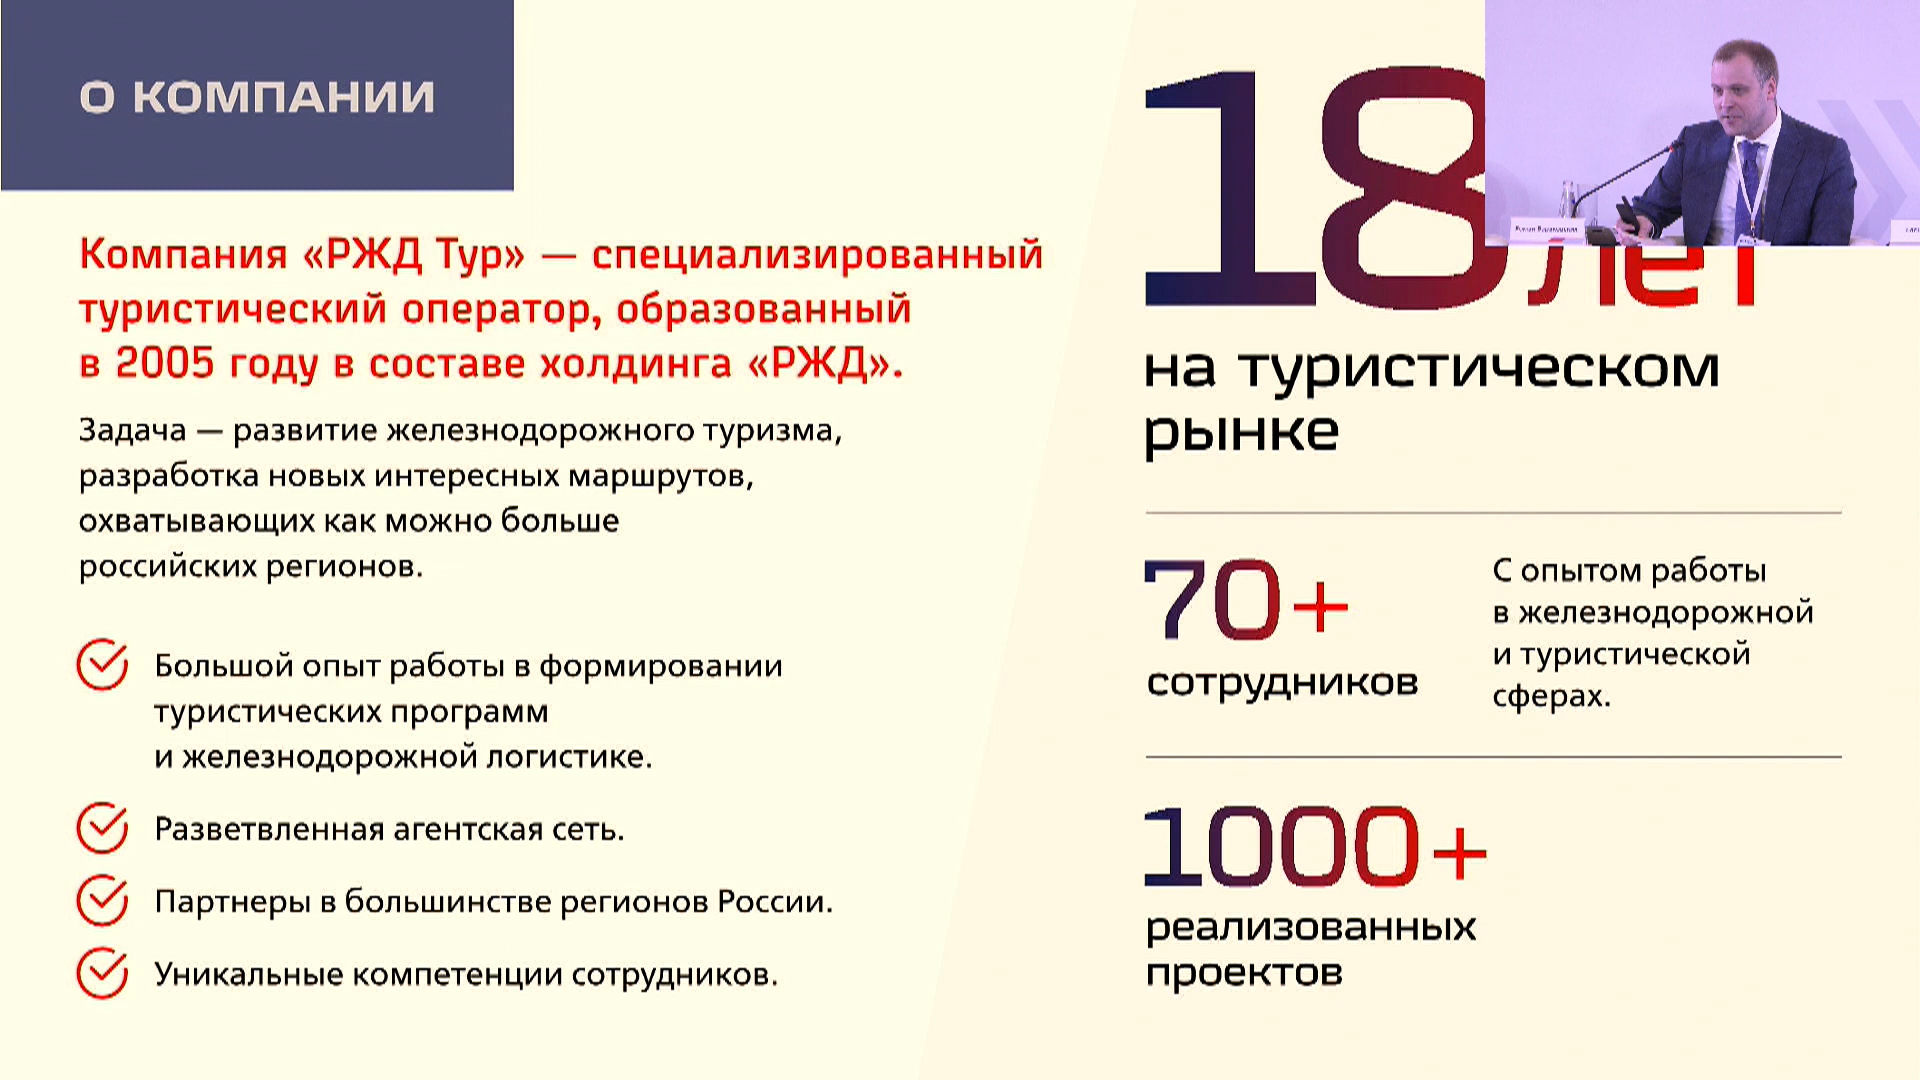 О КОМПАНИИ
Компания «РЖД Тур» — специализированный
туристический оператор, образованный
в 2005 году в составе холдинга «РЖД».
Задача — развитие железнодорожного туризма,
разработка новых интересных маршрутов,
охватывающих как можно больше
российских регионов.
Большой опыт работы в формировании
туристических программ
и железнодорожной логистике.
Разветвленная агентская сеть.
Партнеры в большинстве регионов России.
Уникальные компетенции сотрудников.
18 лет
на туристическом
рынке
70+
сотрудников
С опытом работы
в железнодорожной
и туристической
сферах.
1000+
реализованных
проектов